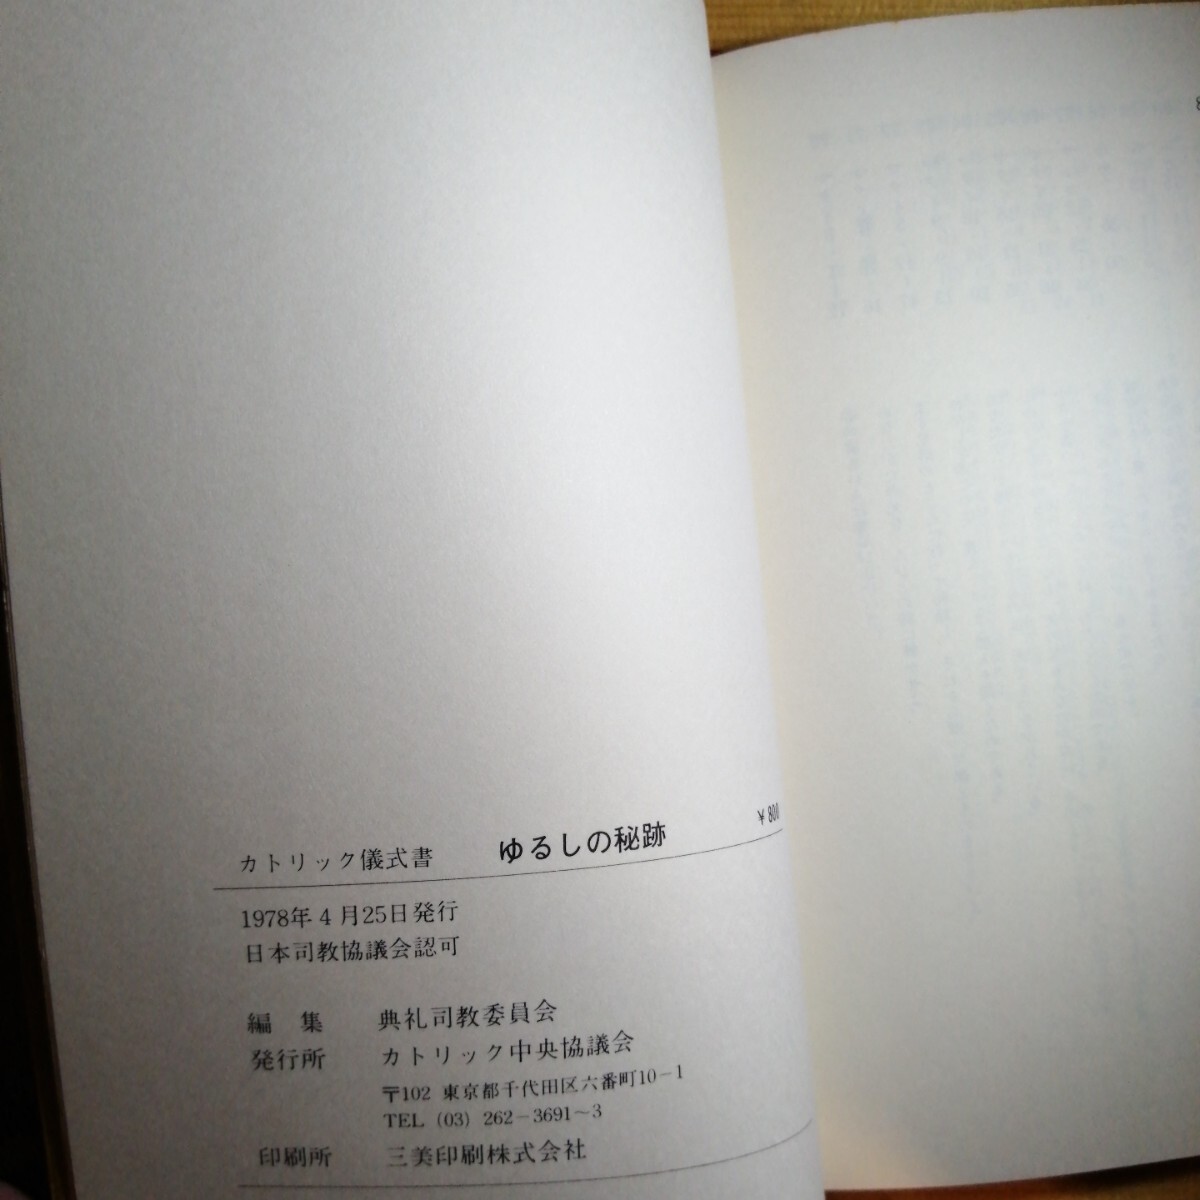 カトリック儀式書 ゆるしの秘跡 ￥800
1978年4月25日発行
日本司教協議会認可
編 集 典礼司教委員会
発行所 カトリック中央協議会
〒102 東京都千代田区六番町10-1
TEL (03) 262-3691~3
印刷所 三美印刷株式会社